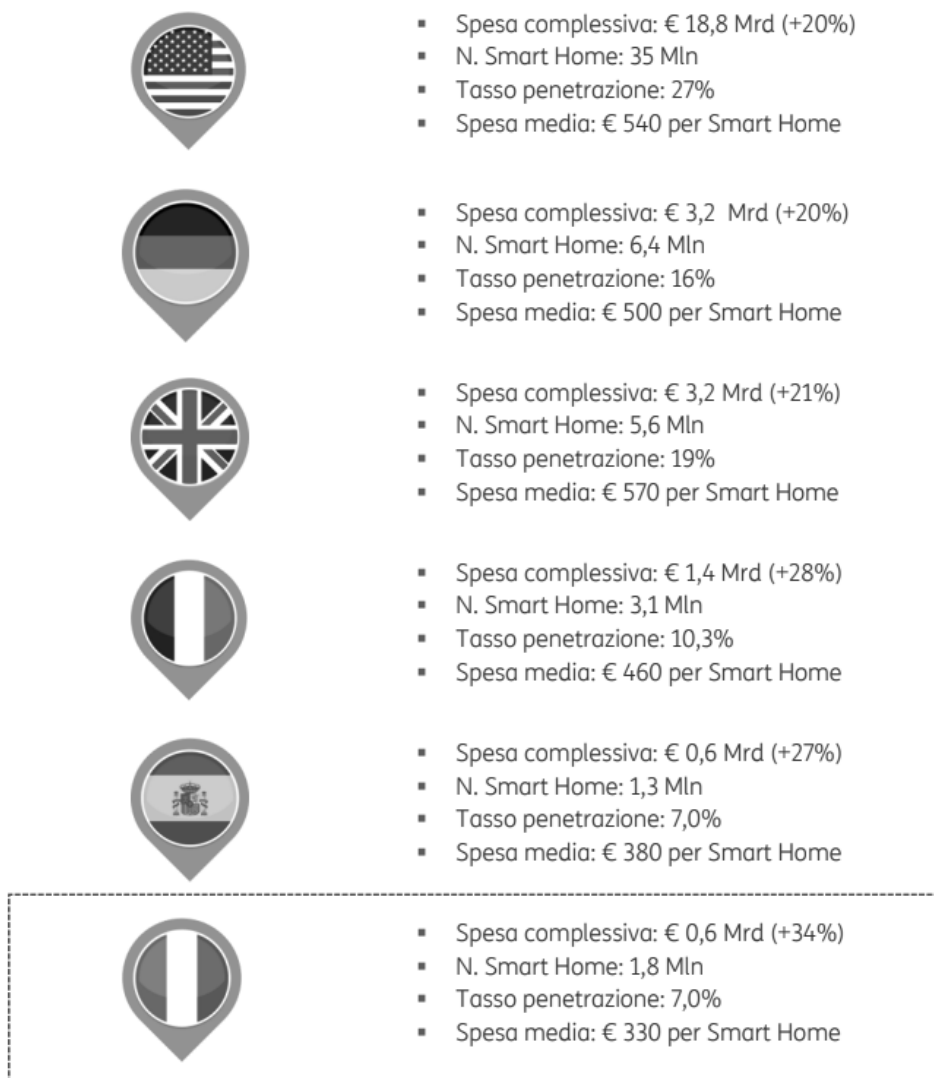 ▪ Spesa complessiva: € 18,8 Mrd (+20%)
▪ N. Smart Home: 35 Mln
▪ Tasso penetrazione: 27%
▪ Spesa media: € 540 per Smart Home
▪ Spesa complessiva: € 3,2 Mrd (+20%)
▪ N. Smart Home: 6,4 Mln
▪ Tasso penetrazione: 16%
▪ Spesa media: € 500 per Smart Home
▪ Spesa complessiva: € 3,2 Mrd (+21%)
▪ N. Smart Home: 5,6 Mln
▪ Tasso penetrazione: 19%
▪ Spesa media: € 570 per Smart Home
▪ Spesa complessiva: € 1,4 Mrd (+28%)
▪ N. Smart Home: 3,1 Mln
▪ Tasso penetrazione: 10,3%
▪ Spesa media: € 460 per Smart Home
▪ Spesa complessiva: € 0,6 Mrd (+27%)
▪ N. Smart Home: 1,3 Mln
▪ Tasso penetrazione: 7,0%
▪ Spesa media: € 380 per Smart Home
▪ Spesa complessiva: € 0,6 Mrd (+34%)
▪ N. Smart Home: 1,8 Mln
▪ Tasso penetrazione: 7,0%
▪ Spesa media: € 330 per Smart Home